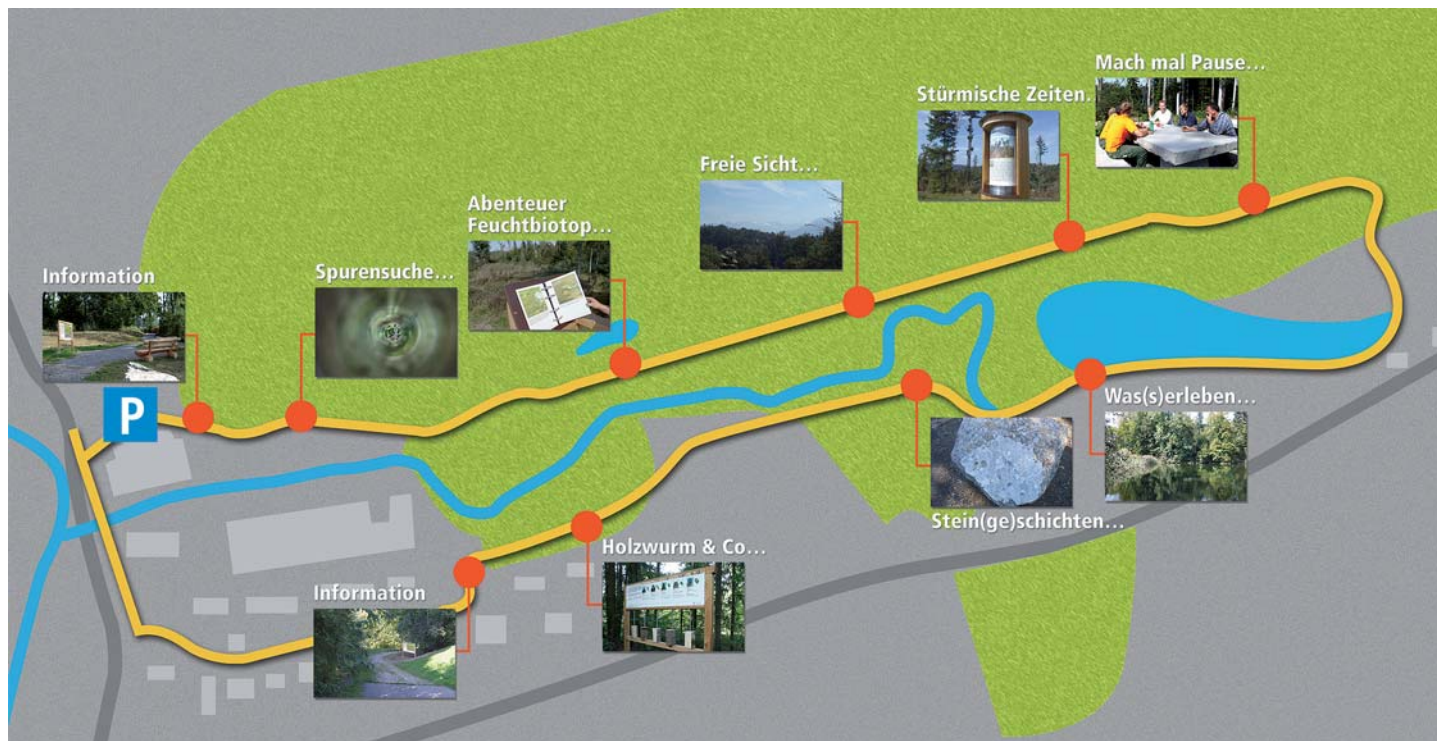 Mach mal Pause...
Stürmische Zeiten.
Freie Sicht...
Abenteuer
Feuchtbiotop...
Spurensuche...
Information
P
Was(s)erleben...
Stein(ge)schichten...
Holzwurm & Co...
Information